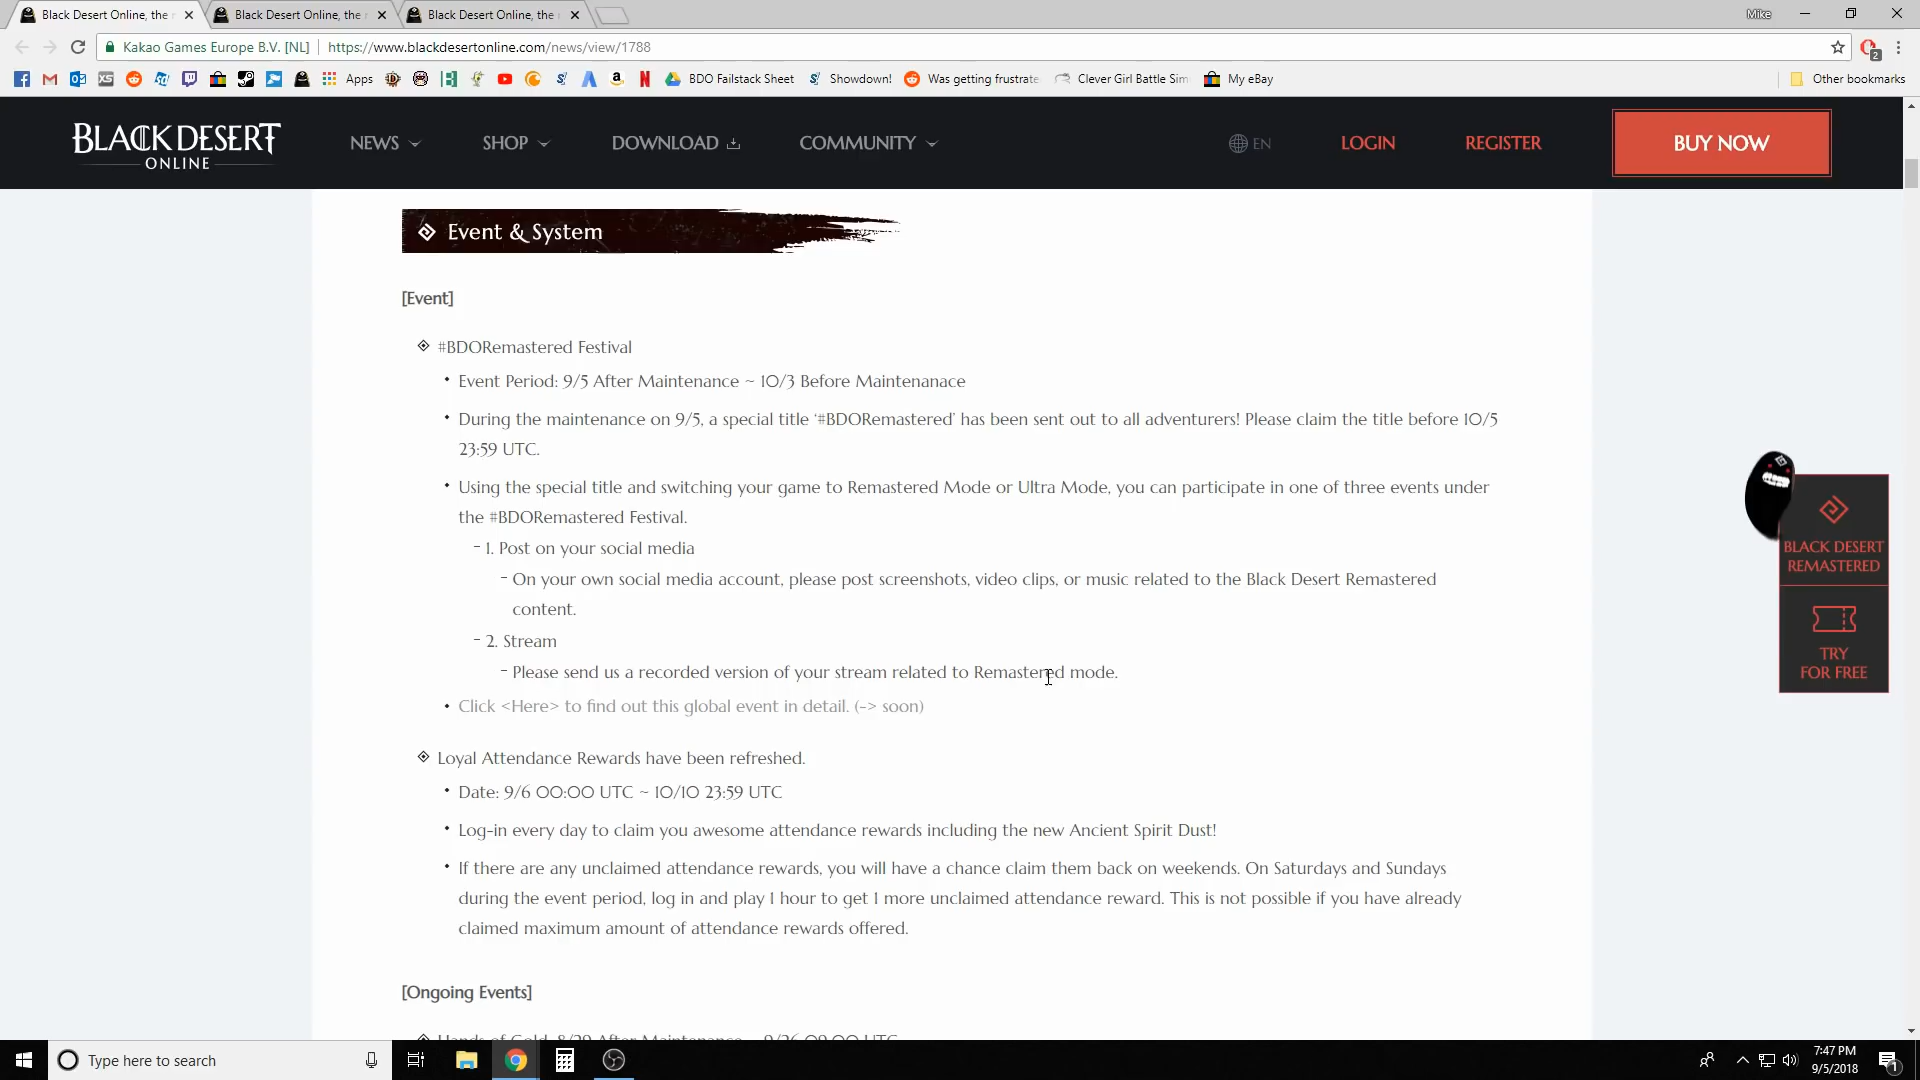 Black Desert Online, the
Black Desert Online, the
Black Desert Online, the
Mike
Kakao Games Europe B.V. [NL]
https://www.blackdesertonline.com/news/view/1788
2
Apps
BDO Failstack Sheet
Showdown!
Was getting frustrate
Clever Girl Battle Sim
My eBay
Other bookmarks
BLACK DESERT
ONLINE
NEWS
SHOP
DOWNLOAD
COMMUNITY
EN
LOGIN
REGISTER
BUY NOW
Event & System
[Event]
#BDORemastered Festival
Event Period: 9/5 After Maintenance ~ 10/3 Before Maintenanace
During the maintenance on 9/5, a special title ‘#BDORemastered’ has been sent out to all adventurers! Please claim the title before 10/5
23:59 UTC.
Using the special title and switching your game to Remastered Mode or Ultra Mode, you can participate in one of three events under
the #BDORemastered Festival.
- 1. Post on your social media
- On your own social media account, please post screenshots, video clips, or music related to the Black Desert Remastered
content.
- 2. Stream
- Please send us a recorded version of your stream related to Remastered mode.
Click <Here> to find out this global event in detail. (-> soon)
Loyal Attendance Rewards have been refreshed.
Date: 9/6 00:00 UTC ~ 10/10 23:59 UTC
Log-in every day to claim you awesome attendance rewards including the new Ancient Spirit Dust!
If there are any unclaimed attendance rewards, you will have a chance claim them back on weekends. On Saturdays and Sundays
during the event period, log in and play 1 hour to get 1 more unclaimed attendance reward. This is not possible if you have already
claimed maximum amount of attendance rewards offered.
[Ongoing Events]
Hands of Gold: 8/29 After Maintenance ~ 9/26 09:00 UTC
BLACK DESERT
REMASTERED
TRY
FOR FREE
Type here to search
7:47 PM
9/5/2018
1